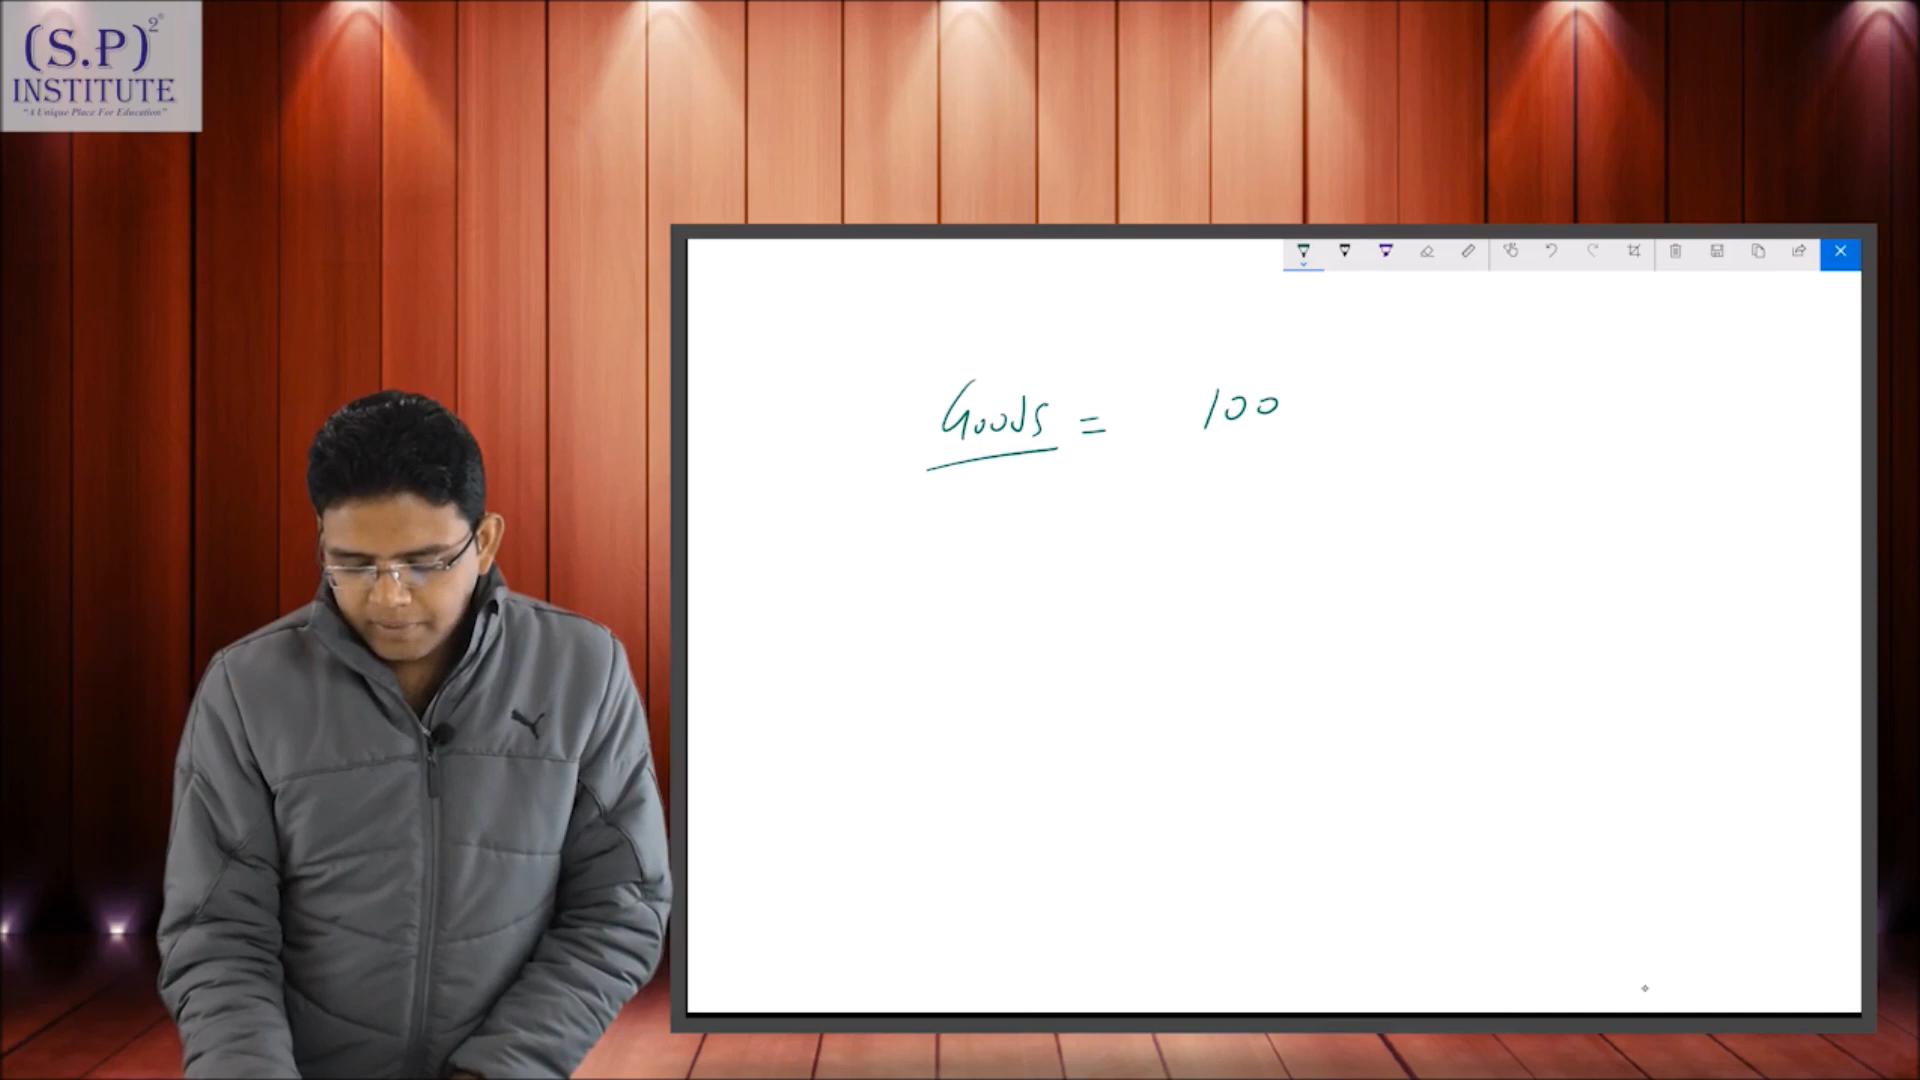 (S.P)²
INSTITUTE
"A Unique Place For Education"
Goods = 100